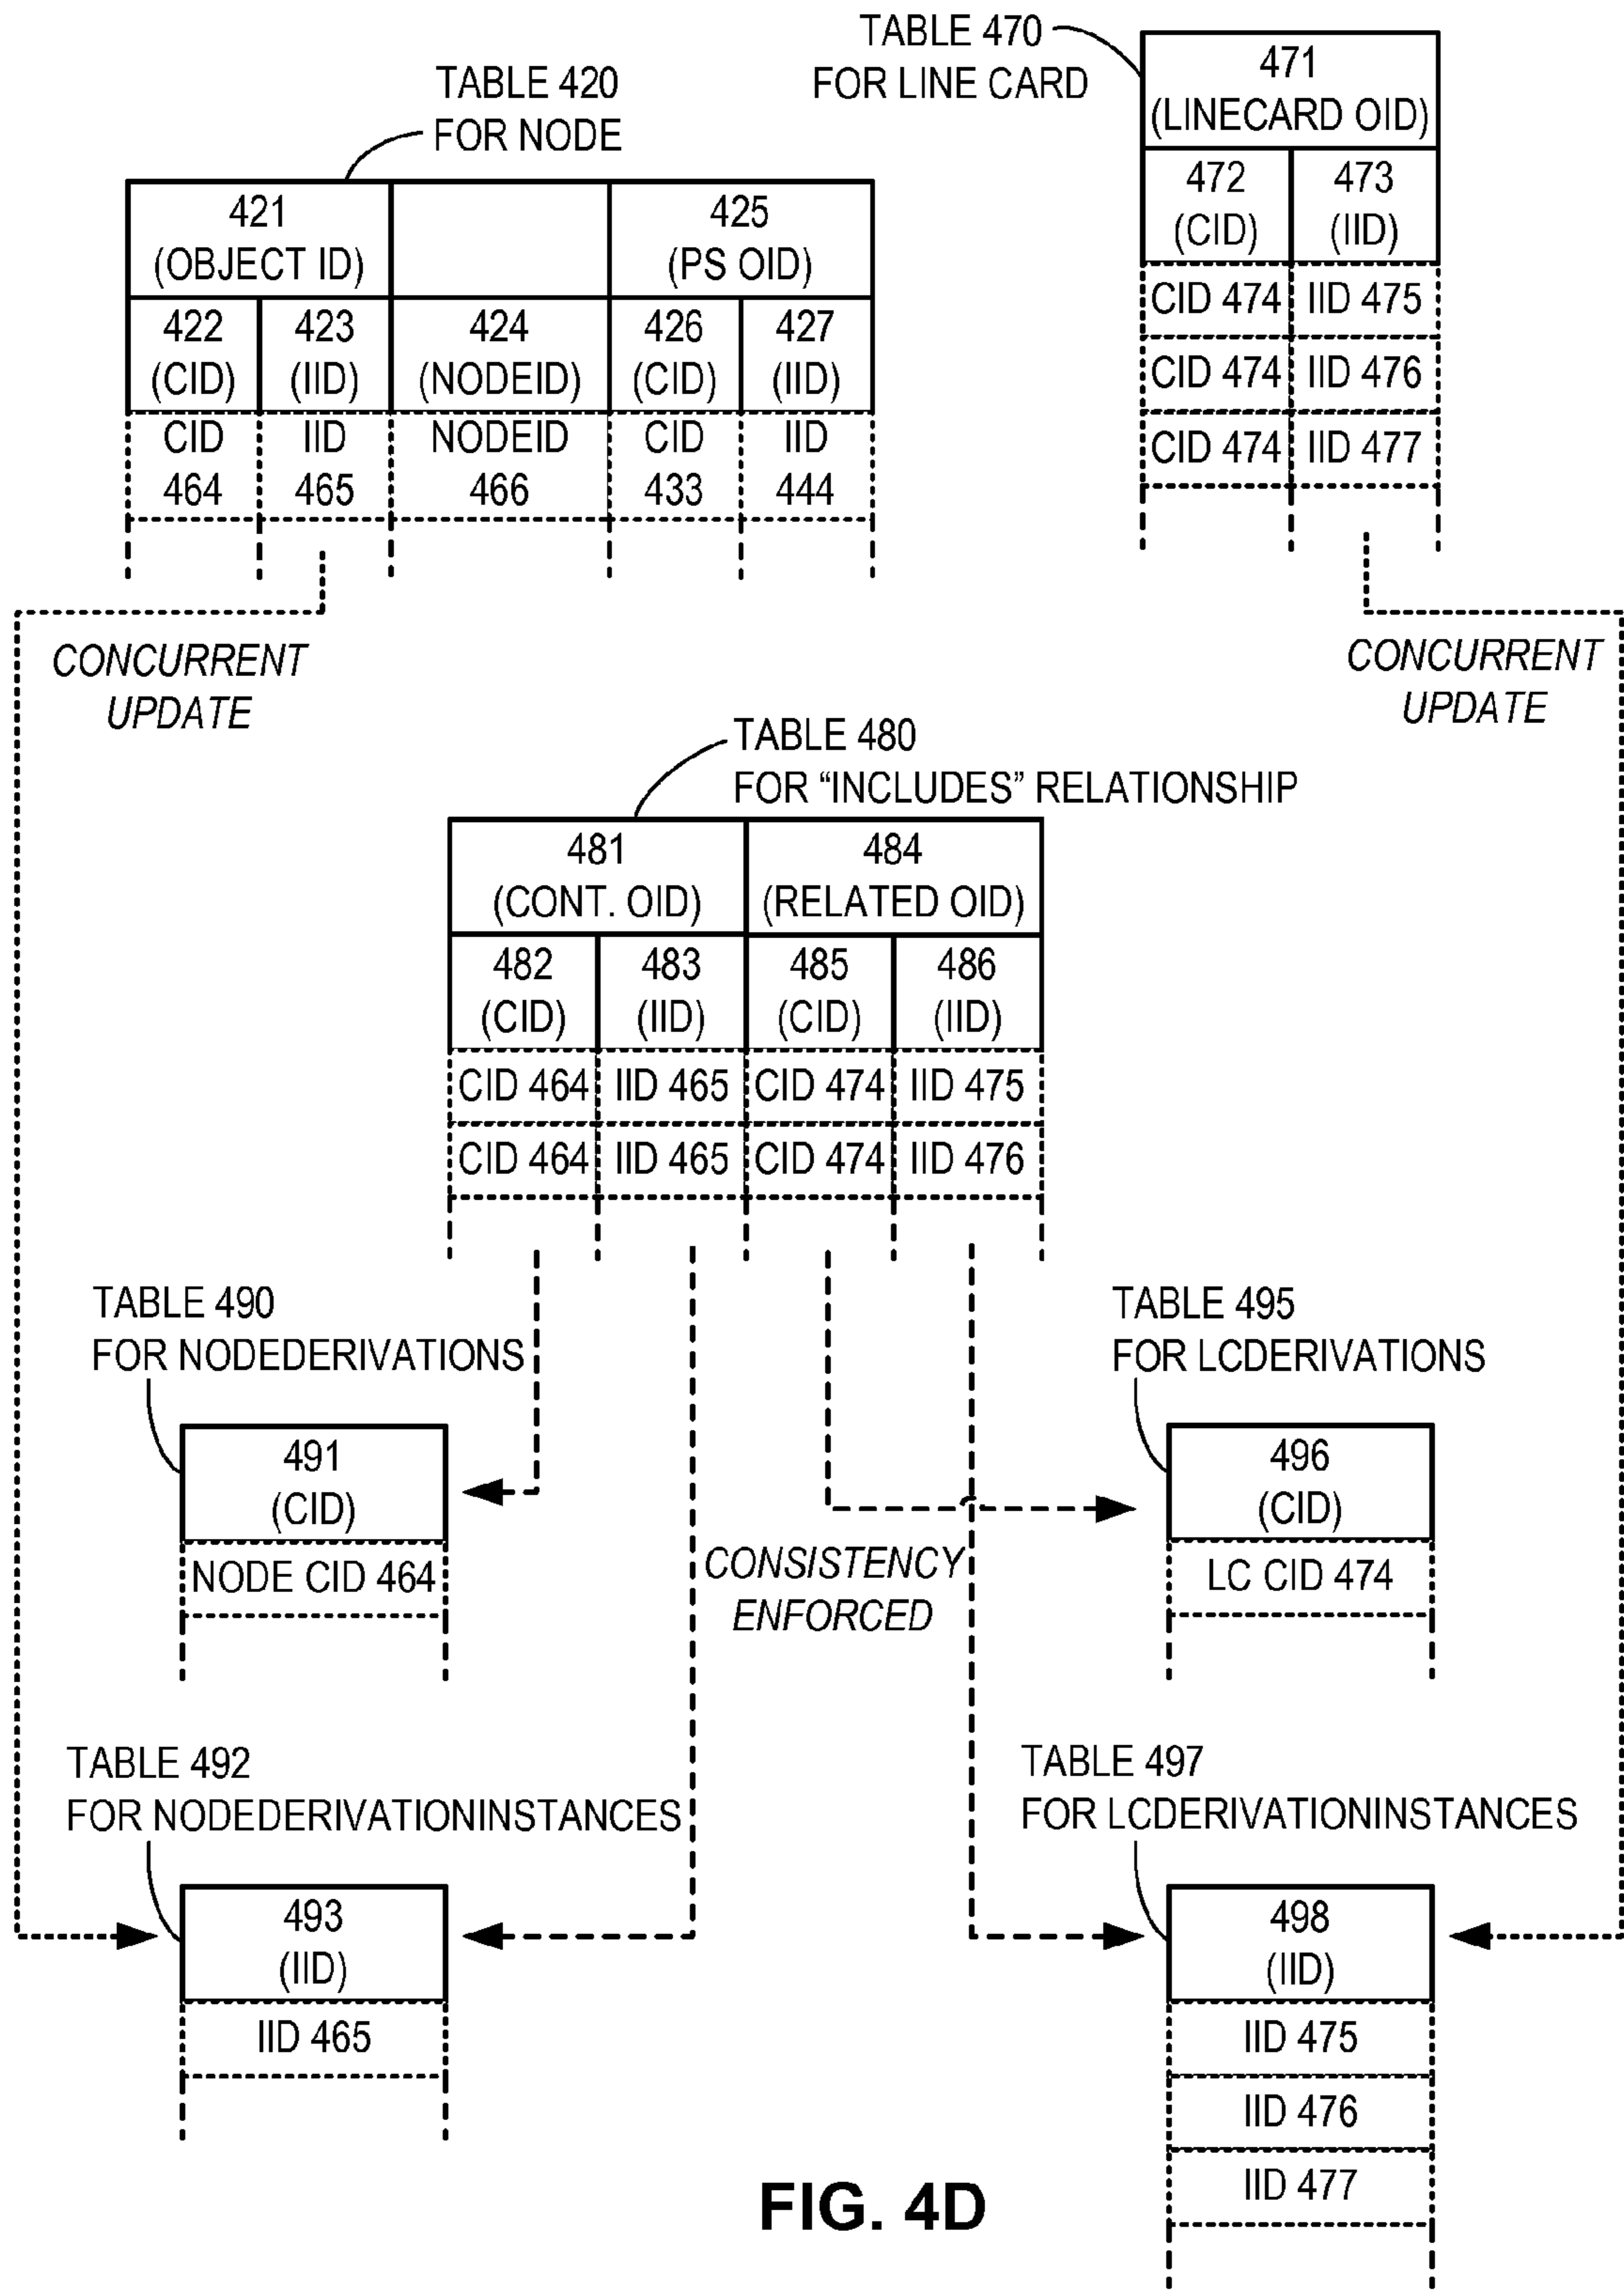 TABLE 470
FOR LINE CARD
TABLE 420
FOR NODE
471
(LINECARD OID)
472 473
(CID) (IID)
CID 474 IID 475
CID 474 IID 476
CID 474 IID 477
421 425
(OBJECT ID) (PS OID)
422 423 424 426 427
(CID) (IID) (NODEID) (CID) (IID)
CID IID NODEID CID IID
464 465 466 433 444
CONCURRENT
UPDATE
CONCURRENT
UPDATE
TABLE 480
FOR “INCLUDES” RELATIONSHIP
481 484
(CONT. OID) (RELATED OID)
482 483 485 486
(CID) (IID) (CID) (IID)
CID 464 IID 465 CID 474 IID 475
CID 464 IID 465 CID 474 IID 476
TABLE 490
FOR NODEDERIVATIONS
491
(CID)
NODE CID 464
TABLE 495
FOR LCDERIVATIONS
496
(CID)
LC CID 474
CONSISTENCY
ENFORCED
TABLE 492
FOR NODEDERIVATIONINSTANCES
493
(IID)
IID 465
TABLE 497
FOR LCDERIVATIONINSTANCES
498
(IID)
IID 475
IID 476
IID 477
FIG. 4D